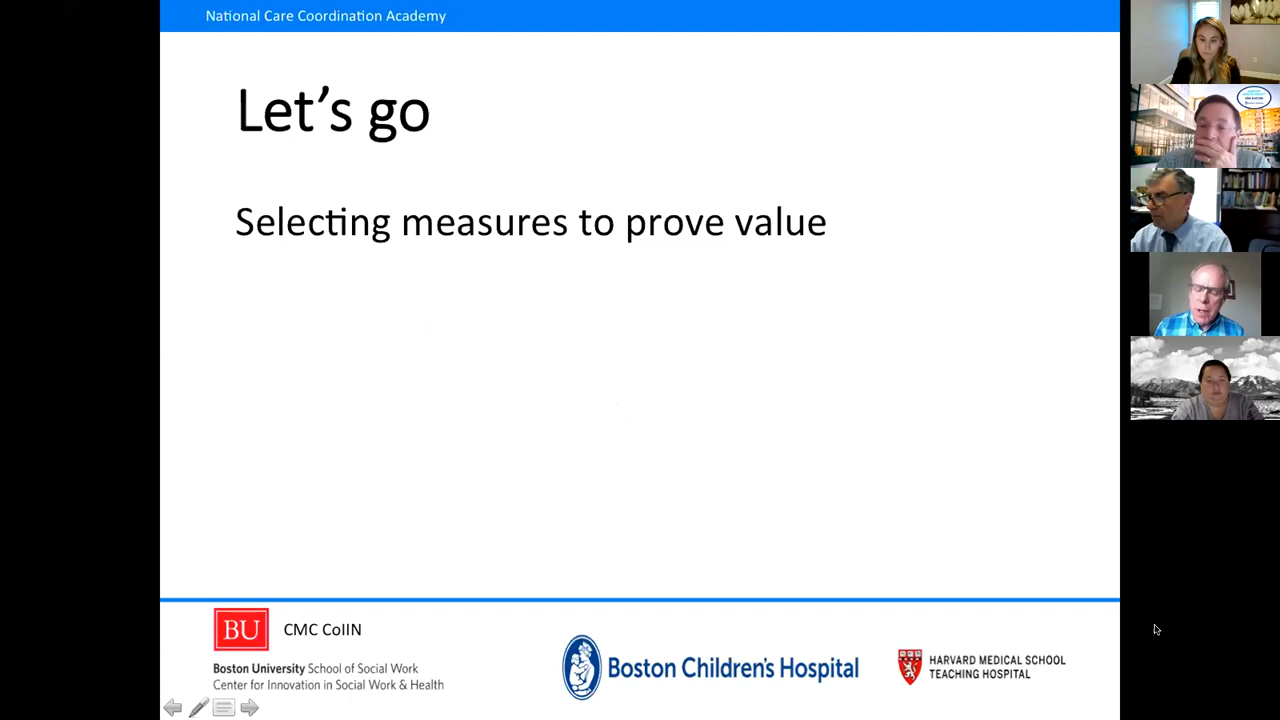 National Care Coordination Academy
Let's go
Selecting measures to prove value
BU
CMC CoIIN
Boston University School of Social Work
Center for Innovation in Social Work & Health
Boston Children's Hospital
HARVARD MEDICAL SCHOOL
TEACHING HOSPITAL